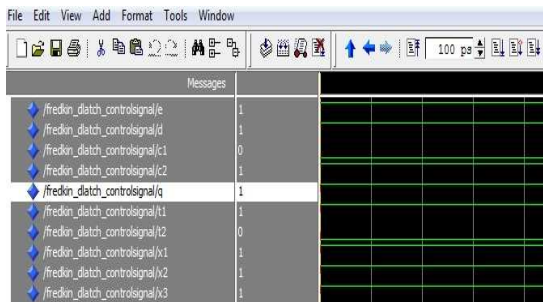 File Edit View Add Format Tools Window
100 ps
Messages
/fredkin_dlatch_controlsignal/e 1
/fredkin_dlatch_controlsignal/d 1
/fredkin_dlatch_controlsignal/c1 0
/fredkin_dlatch_controlsignal/c2 1
/fredkin_dlatch_controlsignal/q 1
/fredkin_dlatch_controlsignal/t1 1
/fredkin_dlatch_controlsignal/t2 0
/fredkin_dlatch_controlsignal/x1 1
/fredkin_dlatch_controlsignal/x2 1
/fredkin_dlatch_controlsignal/x3 1